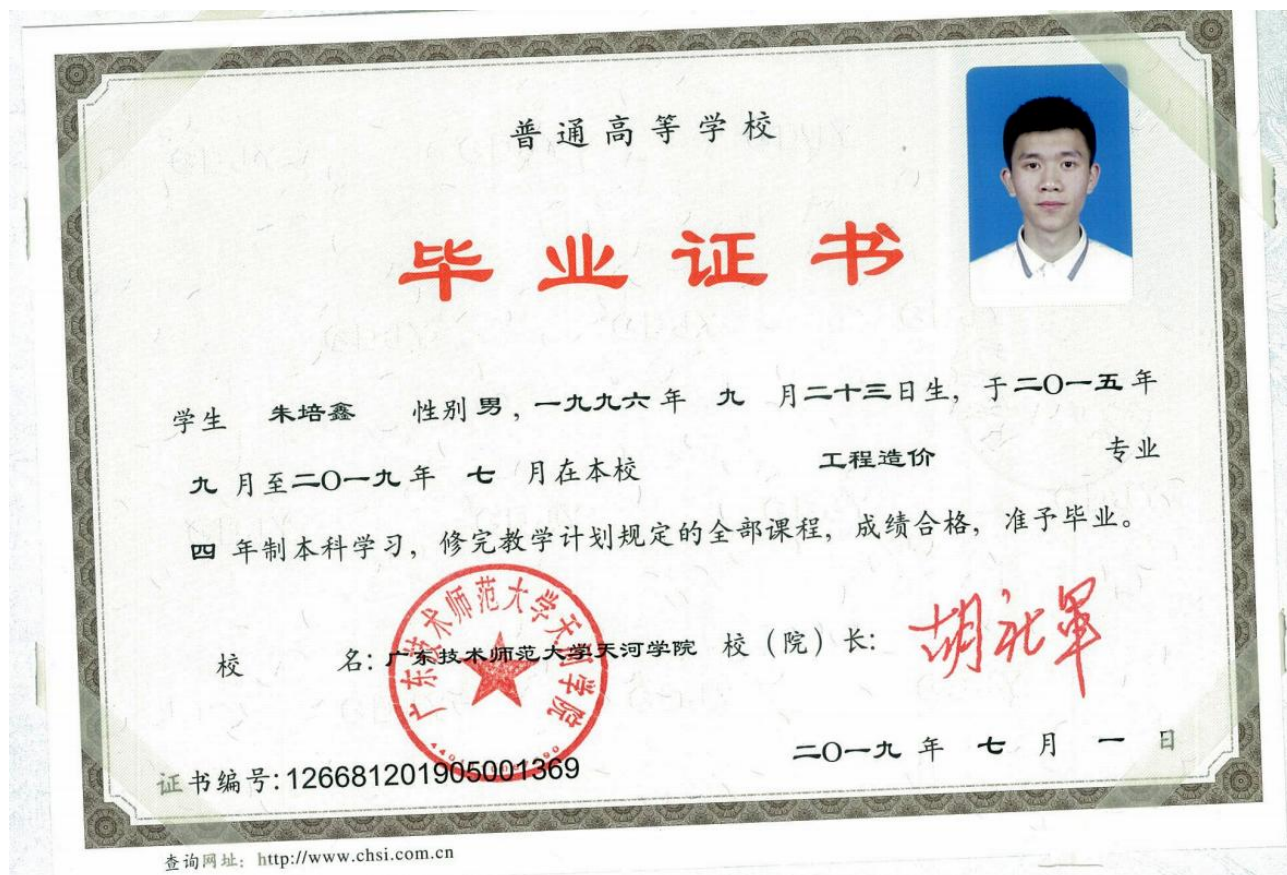 普通高等学校
毕业证书
学生 朱培鑫 性别 男，一九九六年 九 月二十三日生，于二〇一五年
九 月至二〇一九年 七 月在本校 工程造价 专业
四 年制本科学习，修完教学计划规定的全部课程，成绩合格，准予毕业。
校 名：广东技术师范大学天河学院 校（院）长：胡社军
广东技术师范大学天河学院
二〇一九 年 七 月 一 日
证书编号：126681201905001369
查询网址：http://www.chsi.com.cn